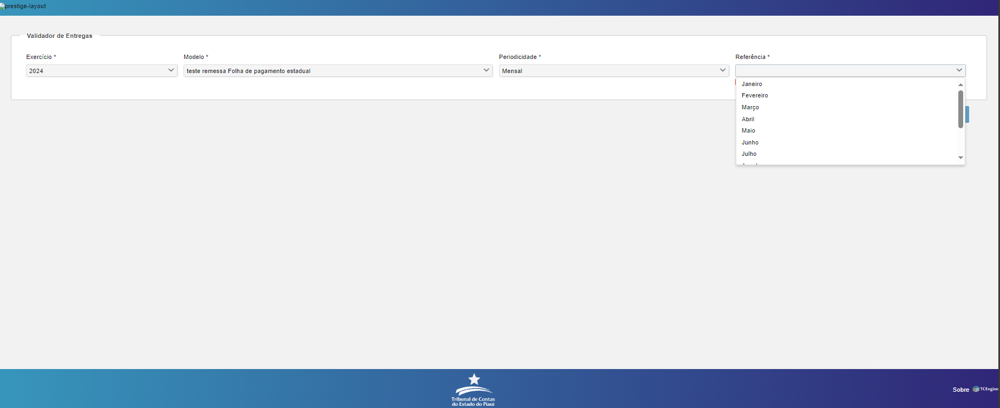 prestige-layout
Validador de Entregas
Exercício *
Modelo *
Periodicidade *
Referência *
2024
teste remessa Folha de pagamento estadual
Mensal
Janeiro
Fevereiro
Março
Abril
Maio
Junho
Julho
Tribunal de Contas
do Estado do Piauí
Sobre
TCEngine